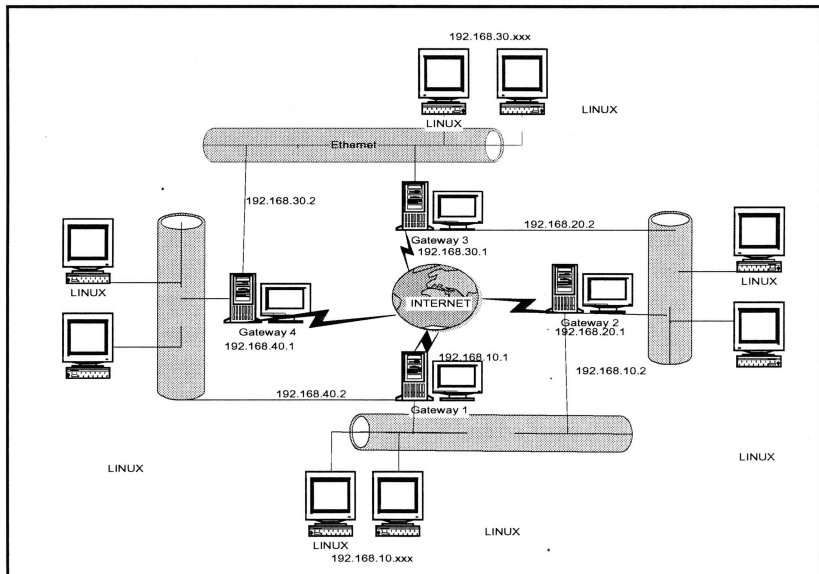 192.168.30.xxx
LINUX
LINUX
Ethernet
192.168.30.2
192.168.20.2
Gateway 3
192.168.30.1
LINUX
LINUX
INTERNET
Gateway 4
192.168.40.1
Gateway 2
192.168.20.1
192.168.10.1
192.168.10.2
192.168.40.2
Gateway 1
LINUX
LINUX
LINUX
LINUX
192.168.10.xxx